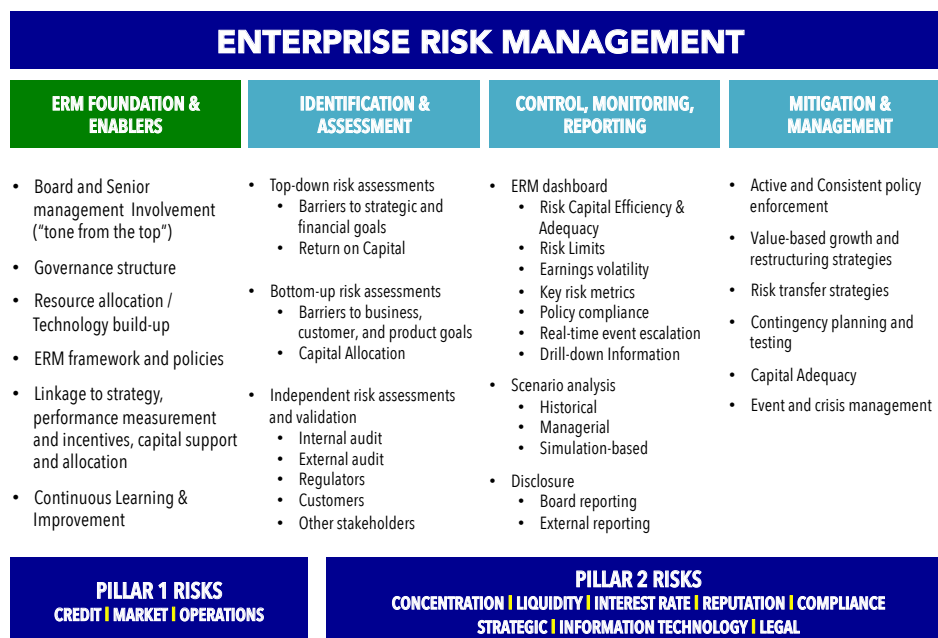 ENTERPRISE RISK MANAGEMENT
ERM FOUNDATION &
ENABLERS
• Board and Senior
management Involvement
("tone from the top")
• Governance structure
• Resource allocation /
Technology build-up
• ERM framework and policies
• Linkage to strategy,
performance measurement
and incentives, capital support
and allocation
• Continuous Learning &
Improvement
IDENTIFICATION &
ASSESSMENT
• Top-down risk assessments
• Barriers to strategic and
financial goals
• Return on Capital
• Bottom-up risk assessments
• Barriers to business,
customer, and product goals
• Capital Allocation
• Independent risk assessments
and validation
• Internal audit
• External audit
• Regulators
• Customers
• Other stakeholders
CONTROL, MONITORING,
REPORTING
• ERM dashboard
• Risk Capital Efficiency &
Adequacy
• Risk Limits
• Earnings volatility
• Key risk metrics
• Policy compliance
• Real-time event escalation
• Drill-down Information
• Scenario analysis
• Historical
• Managerial
• Simulation-based
• Disclosure
• Board reporting
• External reporting
MITIGATION &
MANAGEMENT
• Active and Consistent policy
enforcement
• Value-based growth and
restructuring strategies
• Risk transfer strategies
• Contingency planning and
testing
• Capital Adequacy
• Event and crisis management
PILLAR 1 RISKS
CREDIT | MARKET | OPERATIONS
PILLAR 2 RISKS
CONCENTRATION | LIQUIDITY | INTEREST RATE | REPUTATION | COMPLIANCE
STRATEGIC | INFORMATION TECHNOLOGY | LEGAL